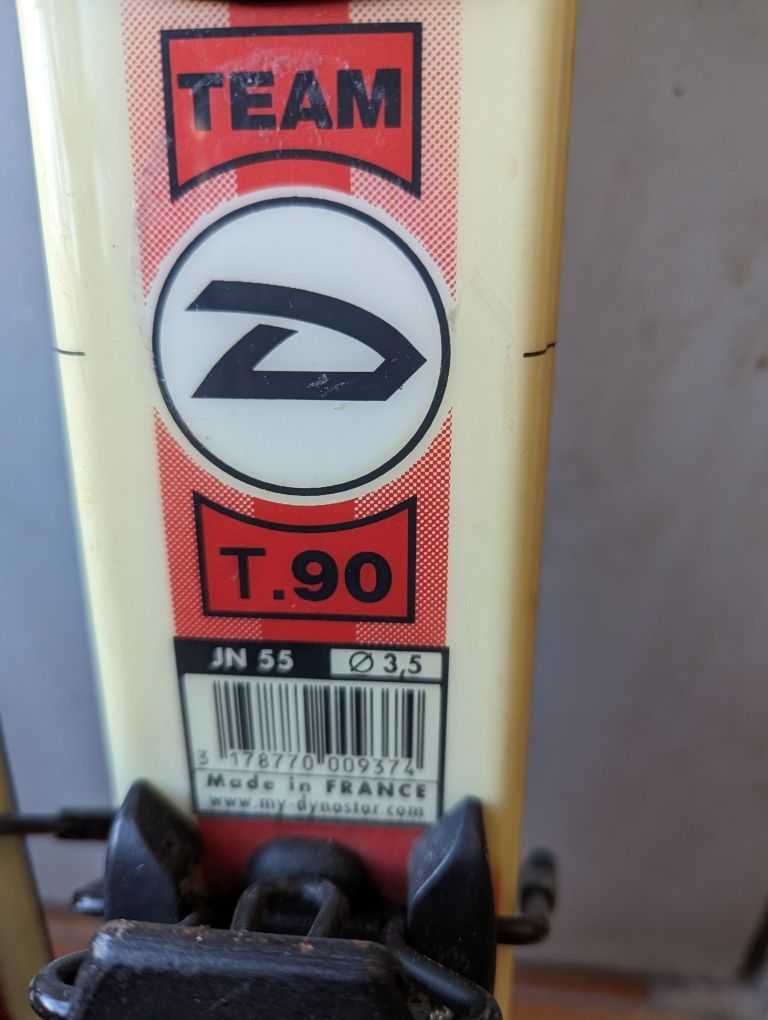 TEAM
T.90
JN 55 Ø 3,5
3 178770 009374
Made in FRANCE
www.my-dynastar.com